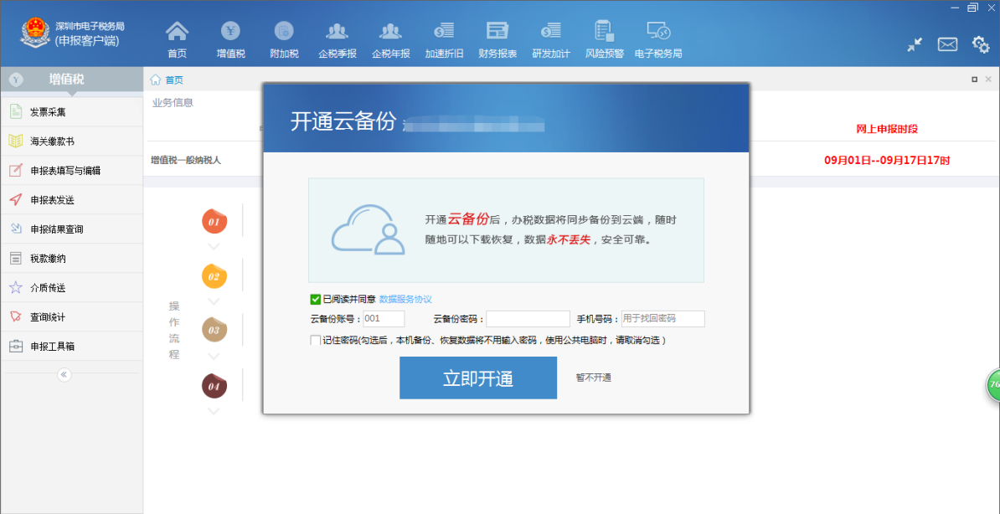 深圳市电子税务局
(申报客户端)
首页
增值税
附加税
企税季报
企税年报
加速折旧
财务报表
研发加计
风险预警
电子税务局
增值税
首页
发票采集
海关缴款书
申报表填写与编辑
申报表发送
申报结果查询
税款缴纳
介质传送
查询统计
申报工具箱
业务信息
网上申报时段
增值税一般纳税人
09月01日--09月17日17时
操作流程
01
02
03
04
开通云备份
开通云备份后，办税数据将同步备份到云端，随时
随地可以下载恢复，数据永不丢失，安全可靠。
已阅读并同意 数据服务协议
云备份账号：001 云备份密码： 手机号码：用于找回密码
记住密码(勾选后，本机备份、恢复数据将不用输入密码，使用公共电脑时，请取消勾选）
立即开通
暂不开通
76